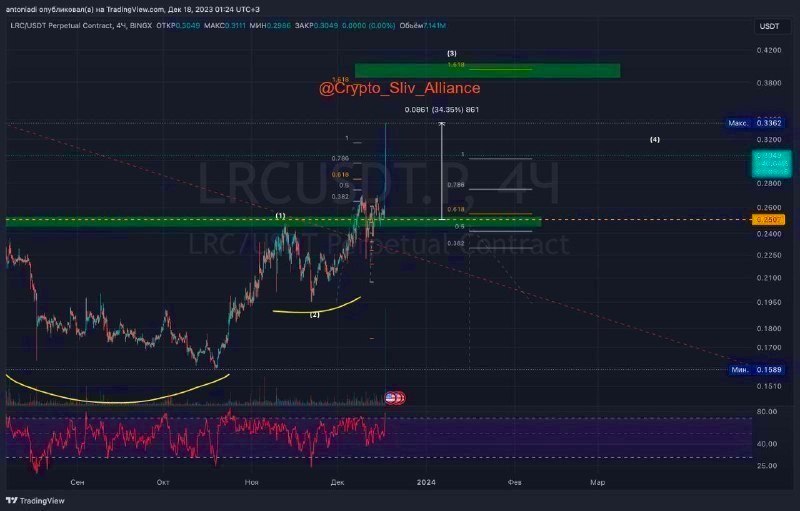 antoniadi опубликовал(а) на TradingView.com, Дек 18, 2023 01:24 UTC+3
LRC/USDT Perpetual Contract, 4Ч, BINGX ОТКР0.3049 МАКС0.3111 МИН0.2986 ЗАКР0.3049 0.0000 (0.00%) Объём7.141M
USDT
0.4200
(3)
1.618
1.618
0.3800
@Crypto_Sliv_Alliance
0.0861 (34.35%) 861
Макс. 0.3362
(4)
0.3200
1
1
0.786
0.618
0.5
0.382
0.786
0.618
0.5
0.382
LRCUSDT.P, 4Ч
LRC/USDT Perpetual Contract
0.2800
0.2600
(1)
0.2507
0.2400
0.2260
0.2100
0.1950
(2)
0.1800
0.1700
Мин. 0.1589
0.1510
80.00
40.00
25.00
Сен Окт Ноя Дек 2024 Фев Мар
TradingView